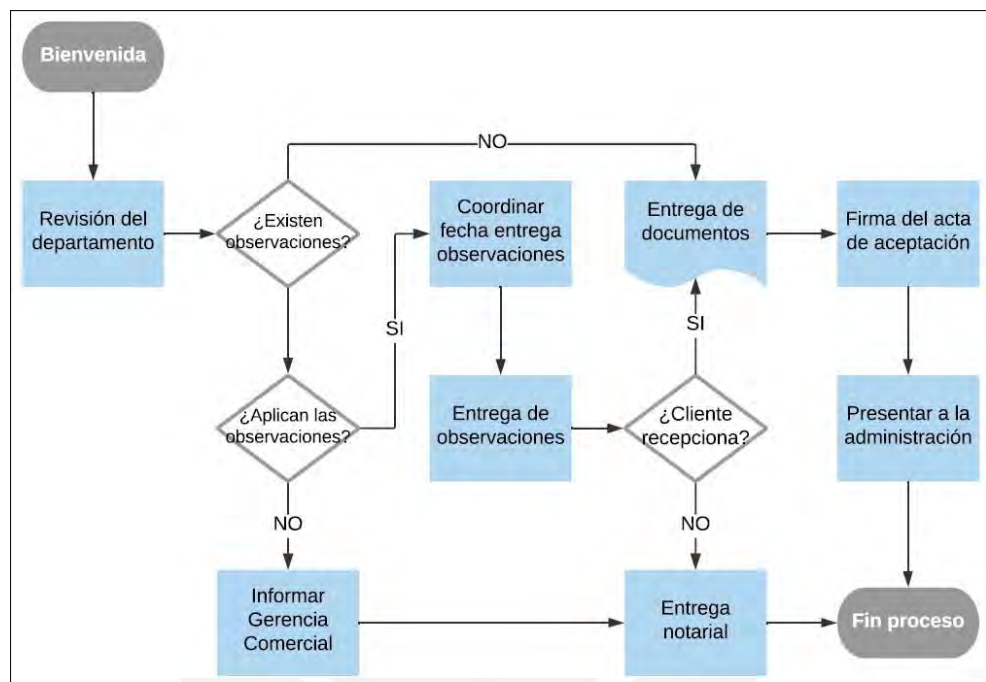 Bienvenida
NO
Revisión del
departamento
¿Existen
observaciones?
Coordinar
fecha entrega
observaciones
Entrega de
documentos
Firma del acta
de aceptación
SI
SI
¿Aplican las
observaciones?
Entrega de
observaciones
¿Cliente
recepciona?
Presentar a la
administración
NO
NO
Informar
Gerencia
Comercial
Entrega
notarial
Fin proceso